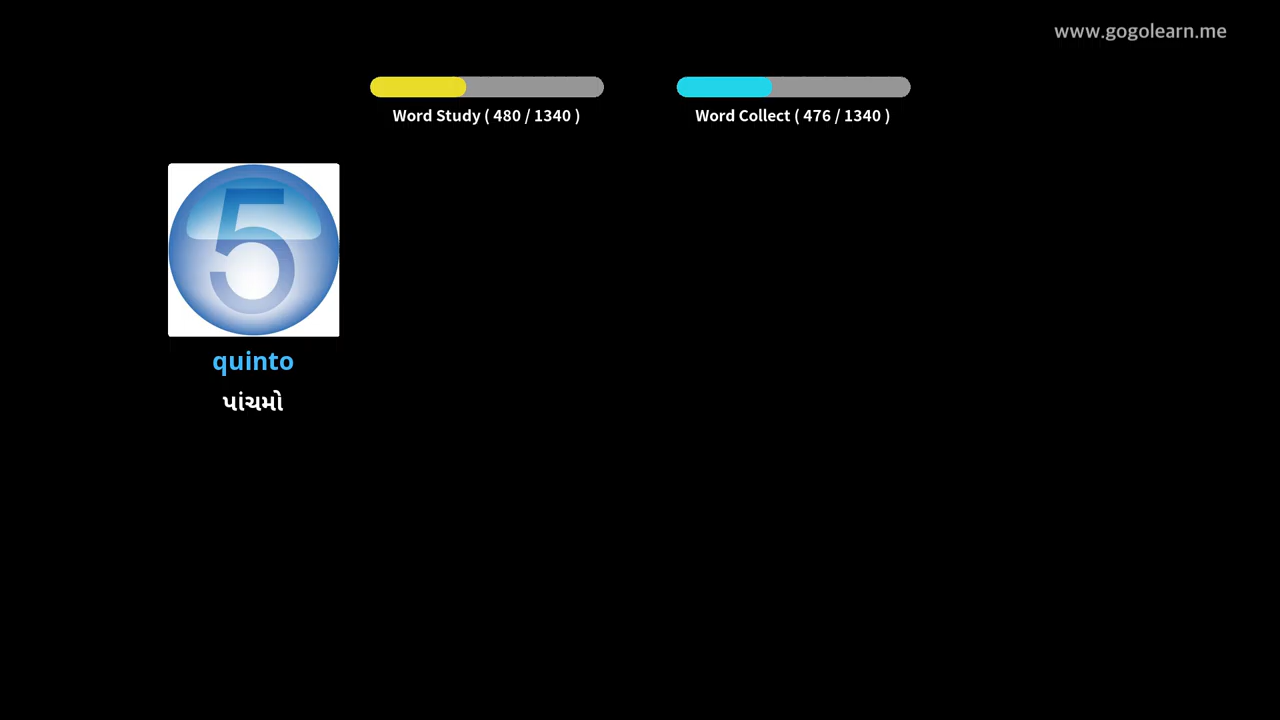 www.gogolearn.me
Word Study ( 480 / 1340 )
Word Collect ( 476 / 1340 )
5
quinto
પાંચમો